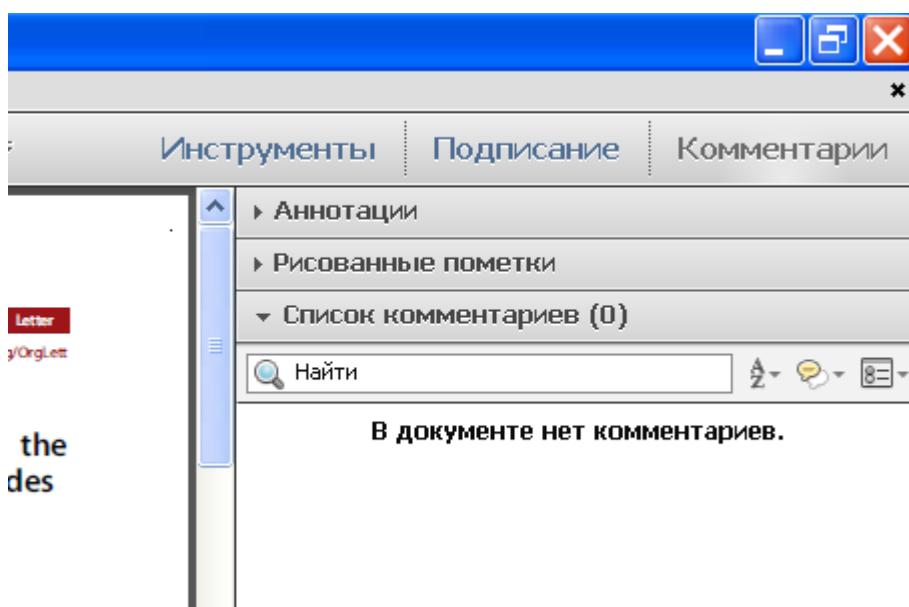 Инструменты Подписание Комментарии
Аннотации
Рисованные пометки
Список комментариев (0)
Letter
/OrgLett
Найти
A
Z
В документе нет комментариев.
the
des